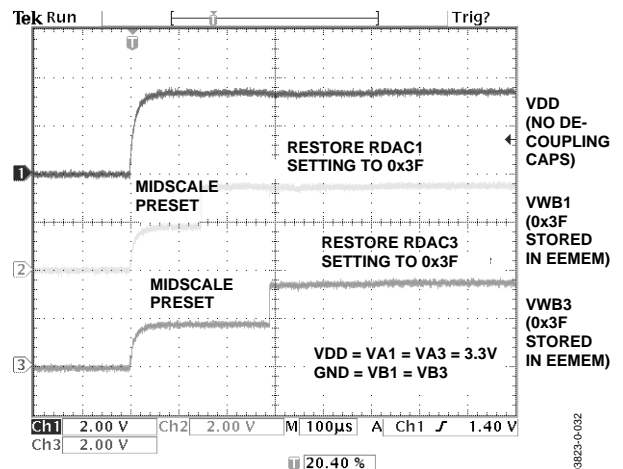 Tek Run
Trig?
T
T
VDD
(NO DE-
COUPLING
CAPS)
RESTORE RDAC1
SETTING TO 0x3F
1
MIDSCALE
PRESET
VWB1
(0x3F
STORED
IN EEMEM)
RESTORE RDAC3
SETTING TO 0x3F
2
MIDSCALE
PRESET
VWB3
(0x3F
STORED
IN EEMEM)
VDD = VA1 = VA3 = 3.3V
GND = VB1 = VB3
3
Ch1 2.00 V Ch2 2.00 V M 100µs A Ch1 1.40 V
Ch3 2.00 V
T 20.40 %
03823-0-032